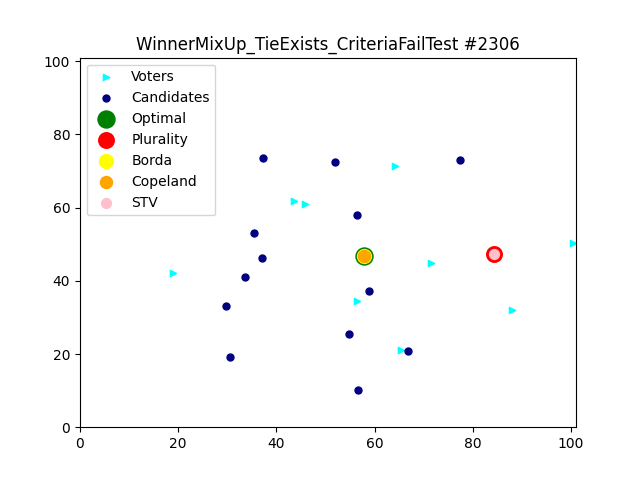 WinnerMixUp_TieExists_CriteriaFailTest #2306
100
80
60
40
20
0
0 20 40 60 80 100
Voters
Candidates
Optimal
Plurality
Borda
Copeland
STV